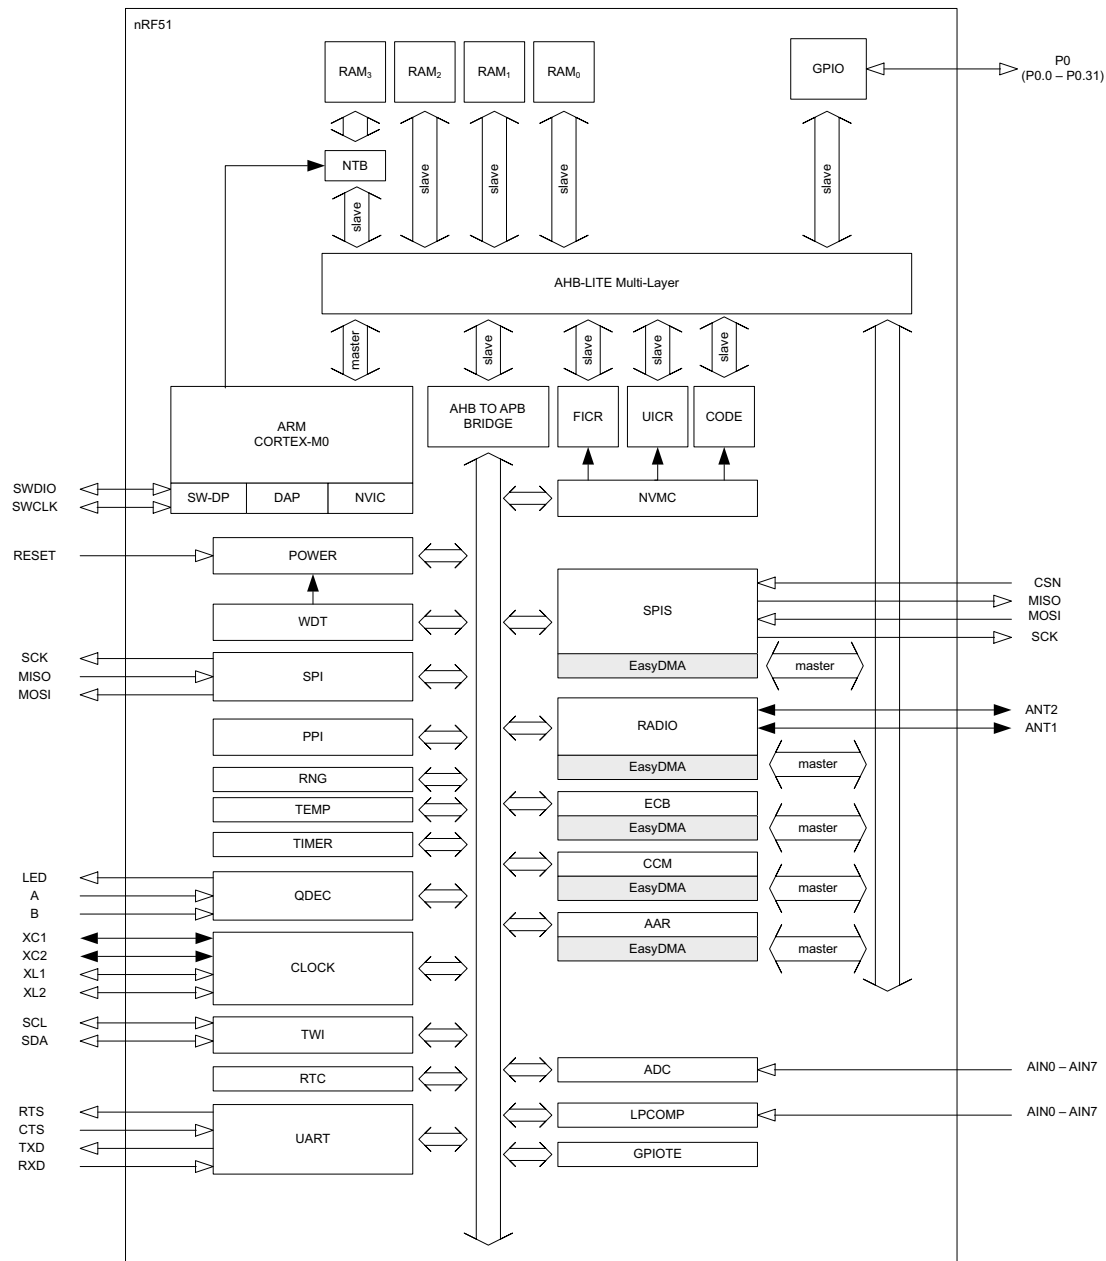 nRF51
RAM3
RAM2
RAM1
RAM0
GPIO
P0
(P0.0 – P0.31)
NTB
slave
slave
slave
slave
slave
AHB-LITE Multi-Layer
master
slave
slave
slave
slave
ARM
CORTEX-M0
AHB TO APB
BRIDGE
FICR
UICR
CODE
SWDIO
SWCLK
SW-DP
DAP
NVIC
NVMC
RESET
POWER
WDT
SPIS
CSN
MISO
MOSI
SCK
EasyDMA
master
SCK
MISO
MOSI
SPI
PPI
RADIO
ANT2
ANT1
EasyDMA
master
RNG
TEMP
TIMER
ECB
EasyDMA
master
CCM
EasyDMA
master
LED
A
B
QDEC
AAR
EasyDMA
master
XC1
XC2
XL1
XL2
CLOCK
SCL
SDA
TWI
RTC
ADC
AIN0 – AIN7
RTS
CTS
TXD
RXD
UART
LPCOMP
AIN0 – AIN7
GPIOTE